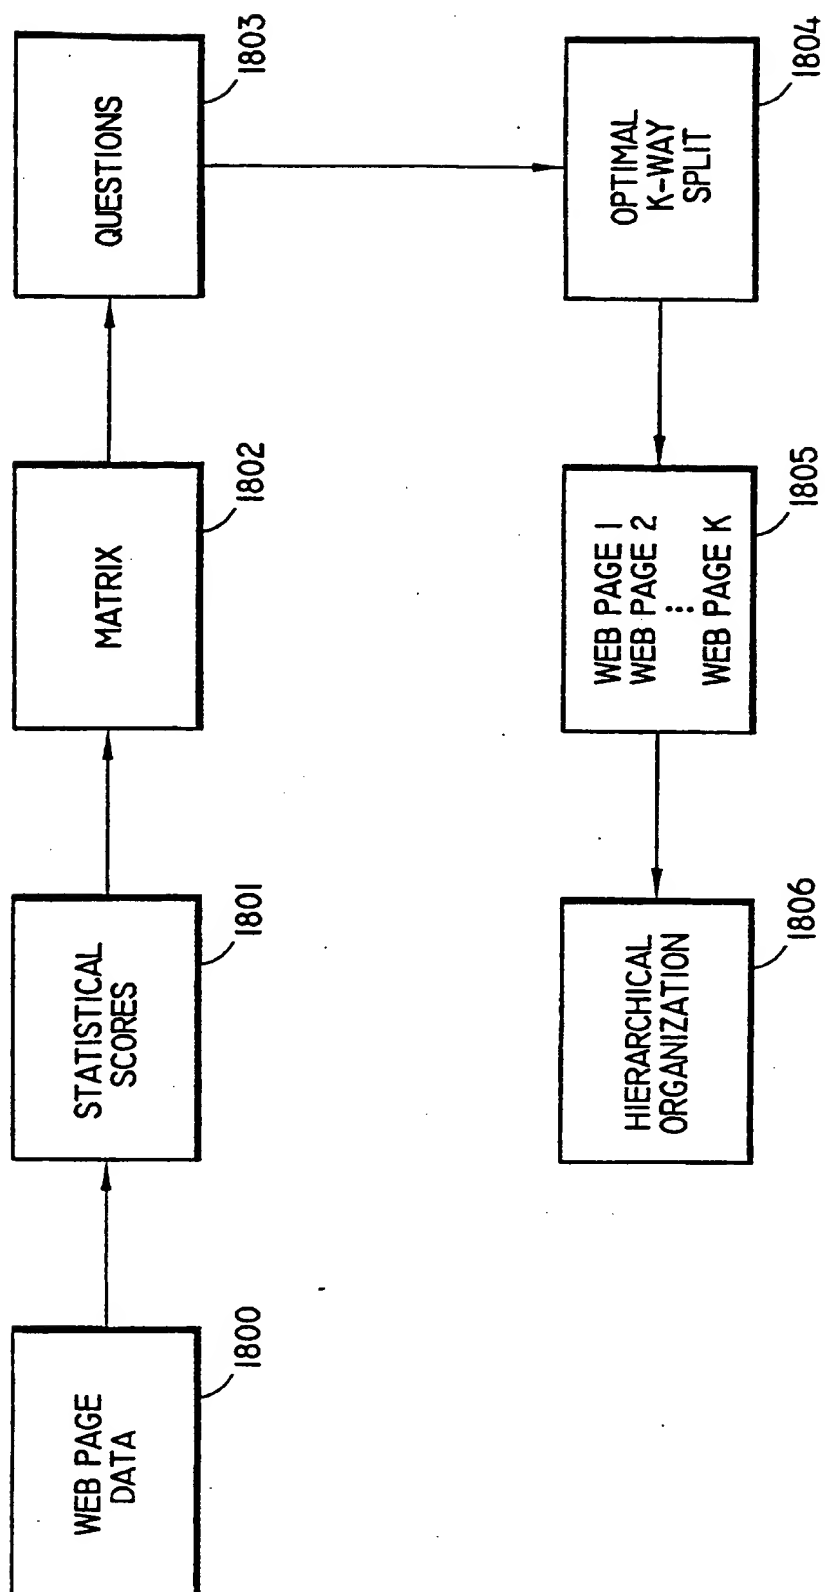 WEB PAGE
DATA
1800
STATISTICAL
SCORES
1801
MATRIX
1802
QUESTIONS
1803
OPTIMAL
K-WAY
SPLIT
1804
WEB PAGE 1
WEB PAGE 2
⋮
WEB PAGE K
1805
HIERARCHICAL
ORGANIZATION
1806